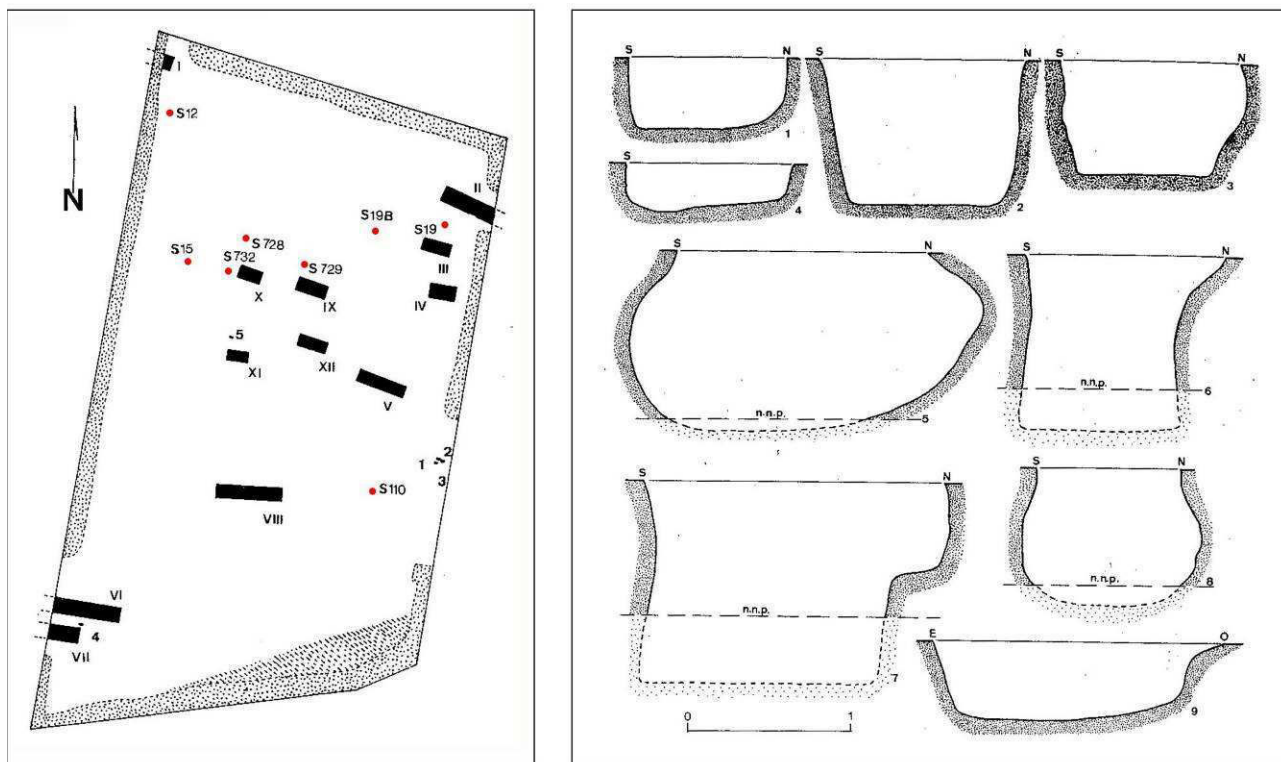 I
S12
N
II
S19B
S19
S728
S15
S732
S729
III
X
IX
IV
5
XI
XII
V
1 2
3
S110
VIII
VI
4
VII
S N
1
S N
2
S N
3
S
4
S N
n.n.p.
5
S N
n.n.p.
6
S N
n.n.p.
7
S N
n.n.p.
8
E O
9
0 1